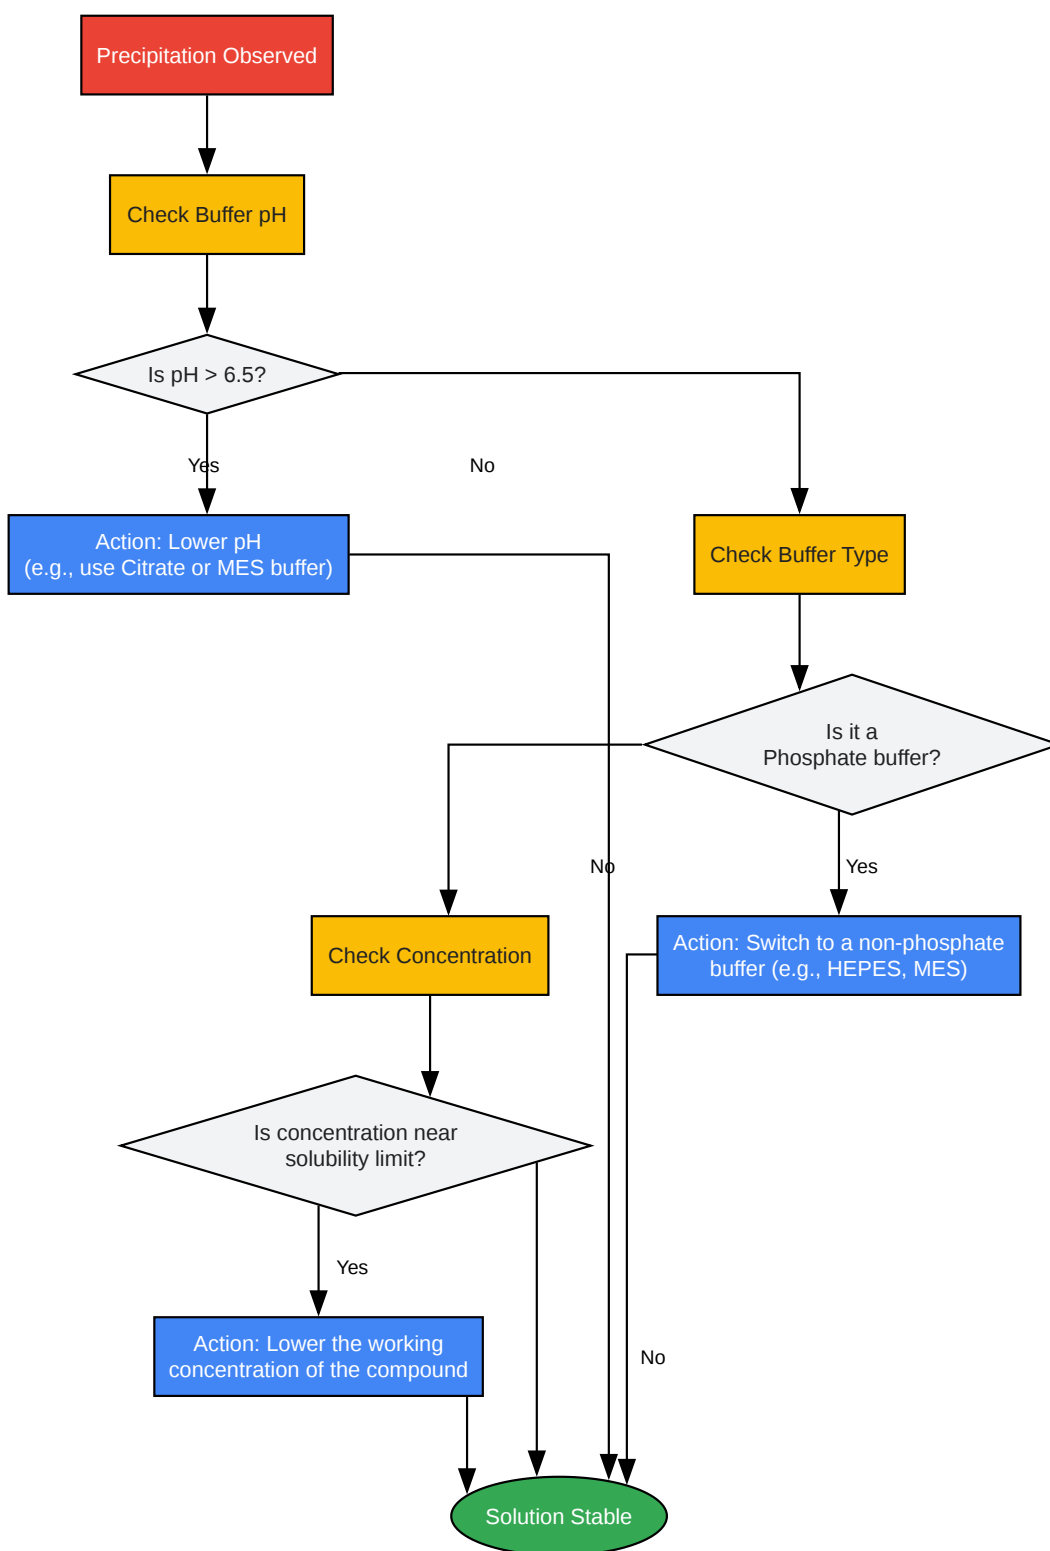 Precipitation Observed
Check Buffer pH
Is pH > 6.5?
Yes
No
Action: Lower pH
(e.g., use Citrate or MES buffer)
Check Buffer Type
Is it a
Phosphate buffer?
No
Yes
Check Concentration
Action: Switch to a non-phosphate
buffer (e.g., HEPES, MES)
Is concentration near
solubility limit?
Yes
Action: Lower the working
concentration of the compound
No
Solution Stable